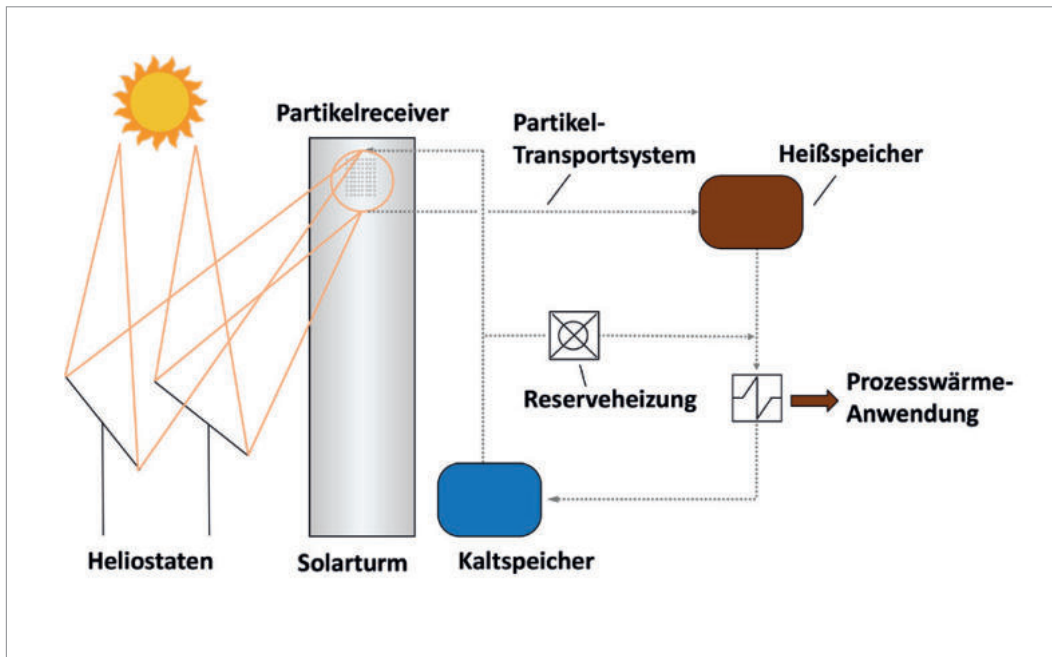 Partikelreceiver
Partikel-
Transportsystem
Heißspeicher
Reserveheizung
Prozesswärme-
Anwendung
Heliostaten
Solarturm
Kaltspeicher